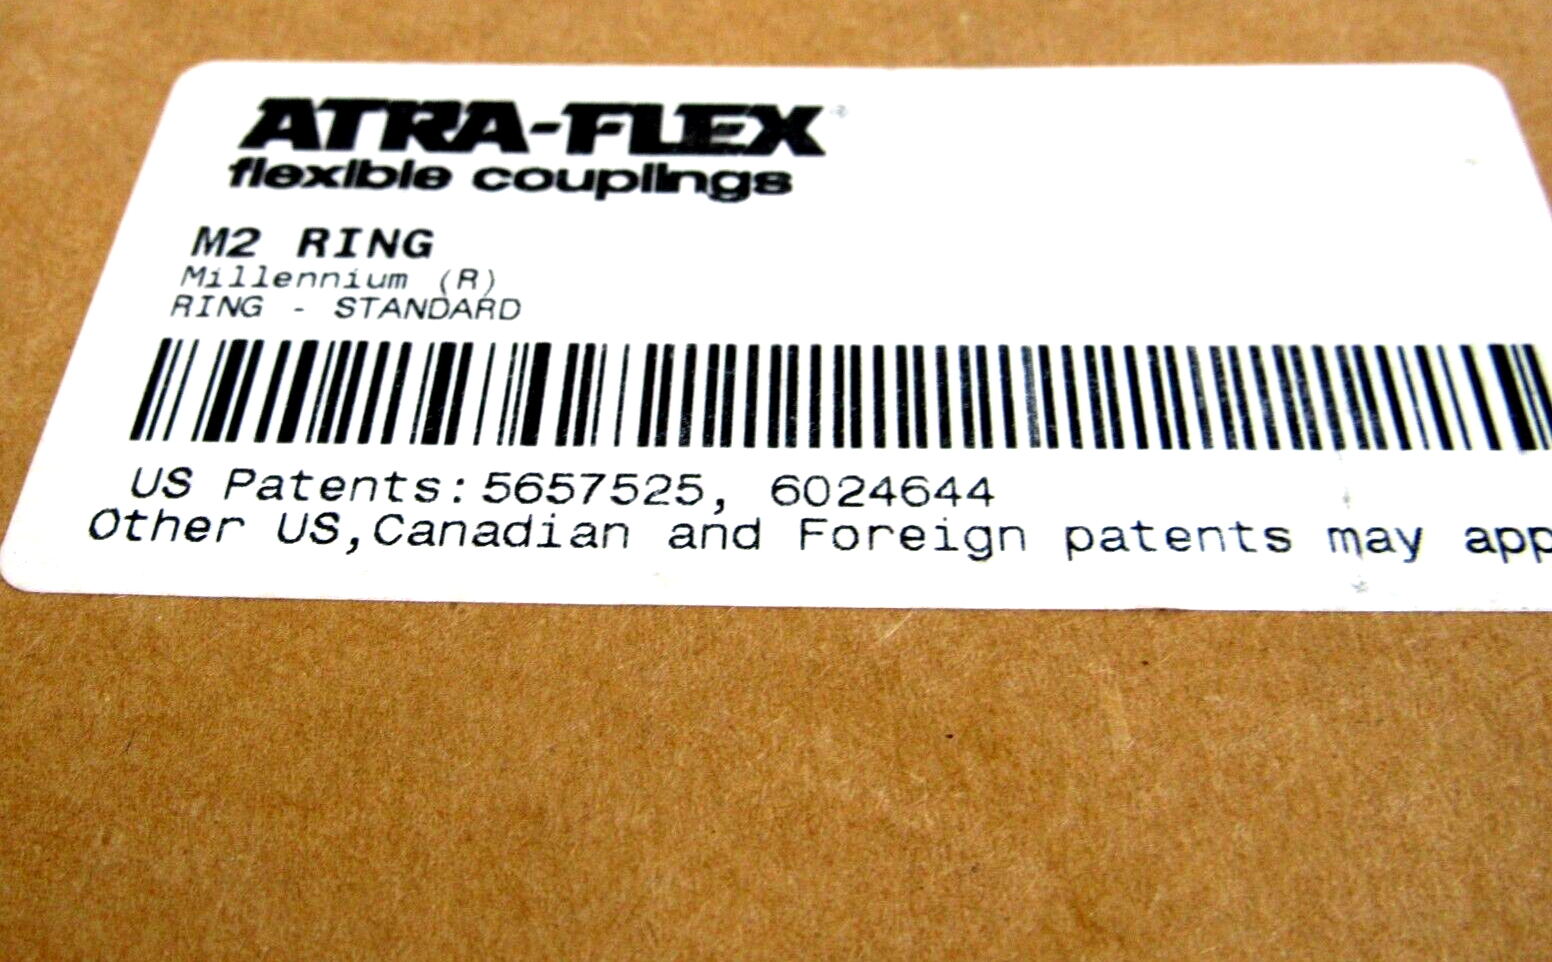 ATRA-FLEX
flexible couplings
M2 RING
Millennium (R)
RING - STANDARD
US Patents: 5657525, 6024644
Other US,Canadian and Foreign patents may app